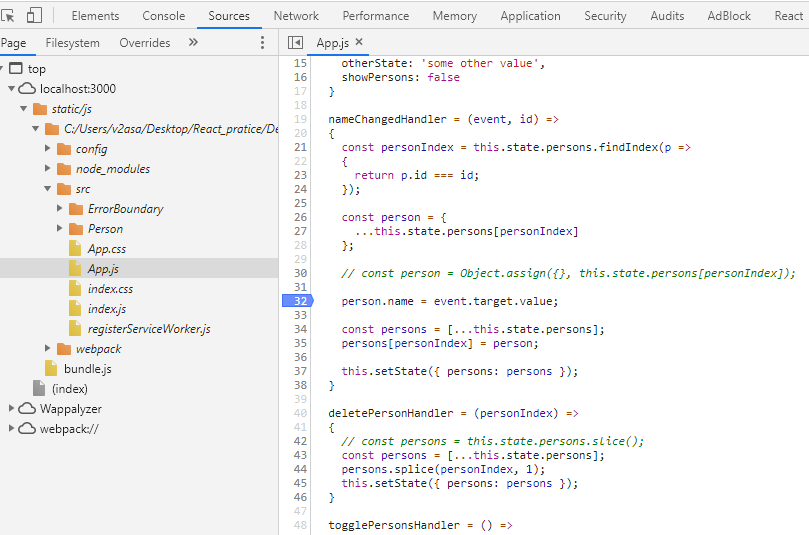 Elements Console Sources Network Performance Memory Application Security Audits AdBlock React
Page Filesystem Overrides »
App.js ×
top
localhost:3000
static/js
C:/Users/v2asa/Desktop/React_pratice/De
config
node_modules
src
ErrorBoundary
Person
App.css
App.js
index.css
index.js
registerServiceWorker.js
webpack
bundle.js
(index)
Wappalyzer
webpack://
15 otherState: 'some other value',
16 showPersons: false
17 }
18
19 nameChangedHandler = (event, id) =>
20 {
21 const personIndex = this.state.persons.findIndex(p =>
22 {
23 return p.id === id;
24 });
25
26 const person = {
27 ...this.state.persons[personIndex]
28 };
29
30 // const person = Object.assign({}, this.state.persons[personIndex]);
31
32 person.name = event.target.value;
33
34 const persons = [...this.state.persons];
35 persons[personIndex] = person;
36
37 this.setState({ persons: persons });
38 }
39
40 deletePersonHandler = (personIndex) =>
41 {
42 // const persons = this.state.persons.slice();
43 const persons = [...this.state.persons];
44 persons.splice(personIndex, 1);
45 this.setState({ persons: persons });
46 }
47
48 togglePersonsHandler = () =>